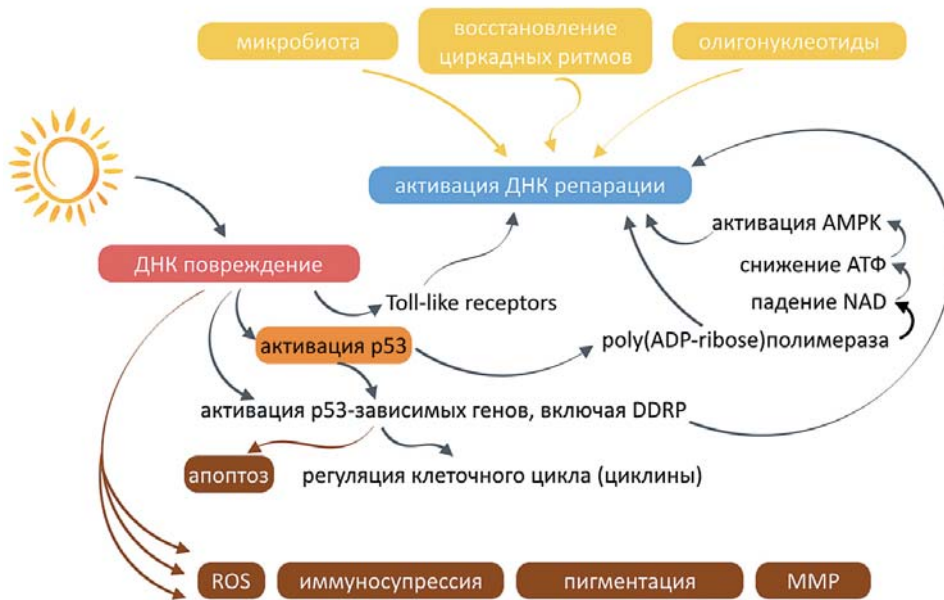 микробиота
восстановление
циркадных ритмов
олигонуклеотиды
активация ДНК репарации
активация AMPK
ДНК повреждение
снижение АТФ
Toll-like receptors
падение NAD
активация p53
poly(ADP-ribose)полимераза
активация p53-зависимых генов, включая DDRP
апоптоз
регуляция клеточного цикла (циклины)
ROS
иммуносупрессия
пигментация
MMP